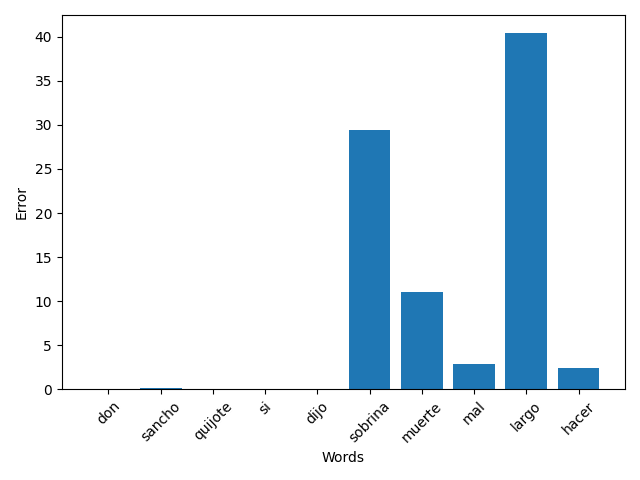 40
35
30
25
20
15
10
5
0
Error
don
sancho
quijote
si
dijo
sobrina
muerte
mal
largo
hacer
Words